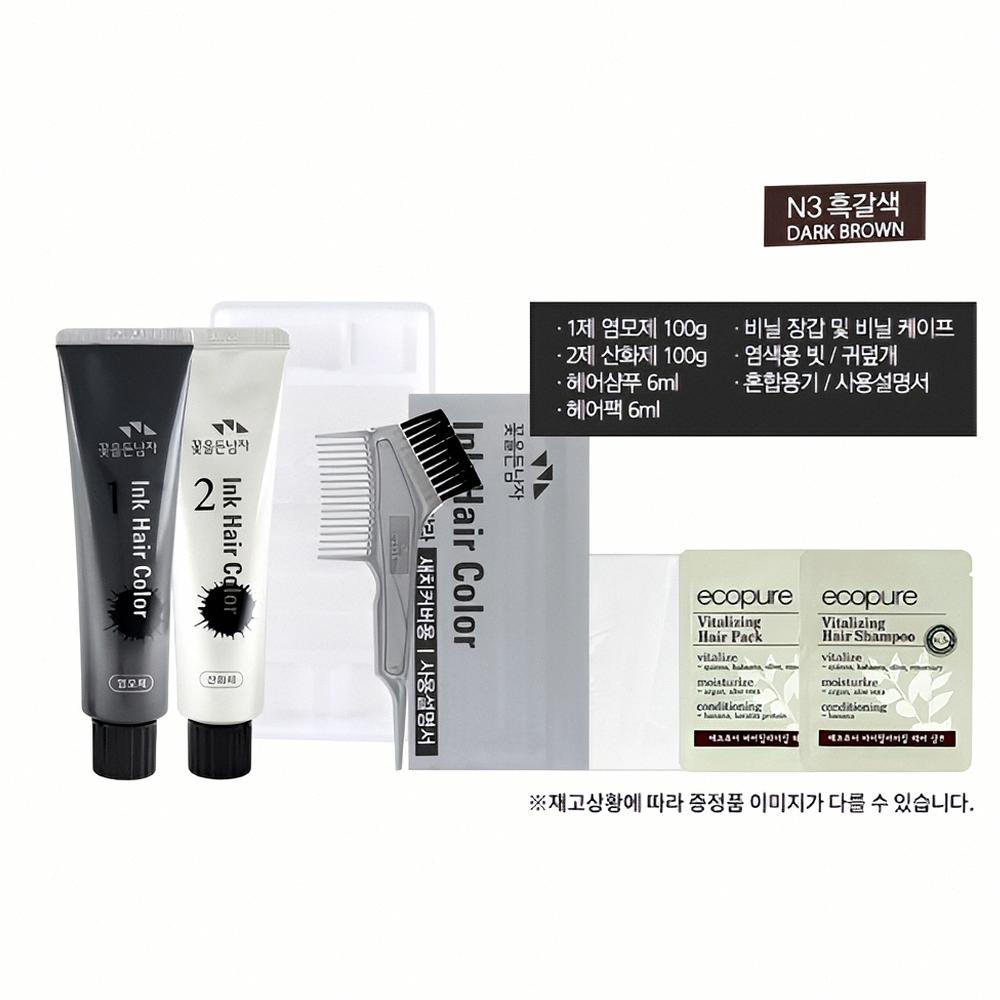 N3 흑갈색
DARK BROWN
· 1제 염모제 100g
· 2제 산화제 100g
· 헤어샴푸 6ml
· 헤어팩 6ml
· 비닐 장갑 및 비닐 케이프
· 염색용 빗 / 귀덮개
· 혼합용기 / 사용설명서
꽃을든남자
1
Ink Hair Color
염모제
꽃을든남자
2
Ink Hair Color
산화제
꽃을든남자
Ink Hair Color
새치커버용 | 사용설명서
ecopure
Vitalizing
Hair Pack
vitalize
moisturize
conditioning
ecopure
Vitalizing
Hair Shampoo
vitalize
moisturize
conditioning
※재고상황에 따라 증정품 이미지가 다를 수 있습니다.